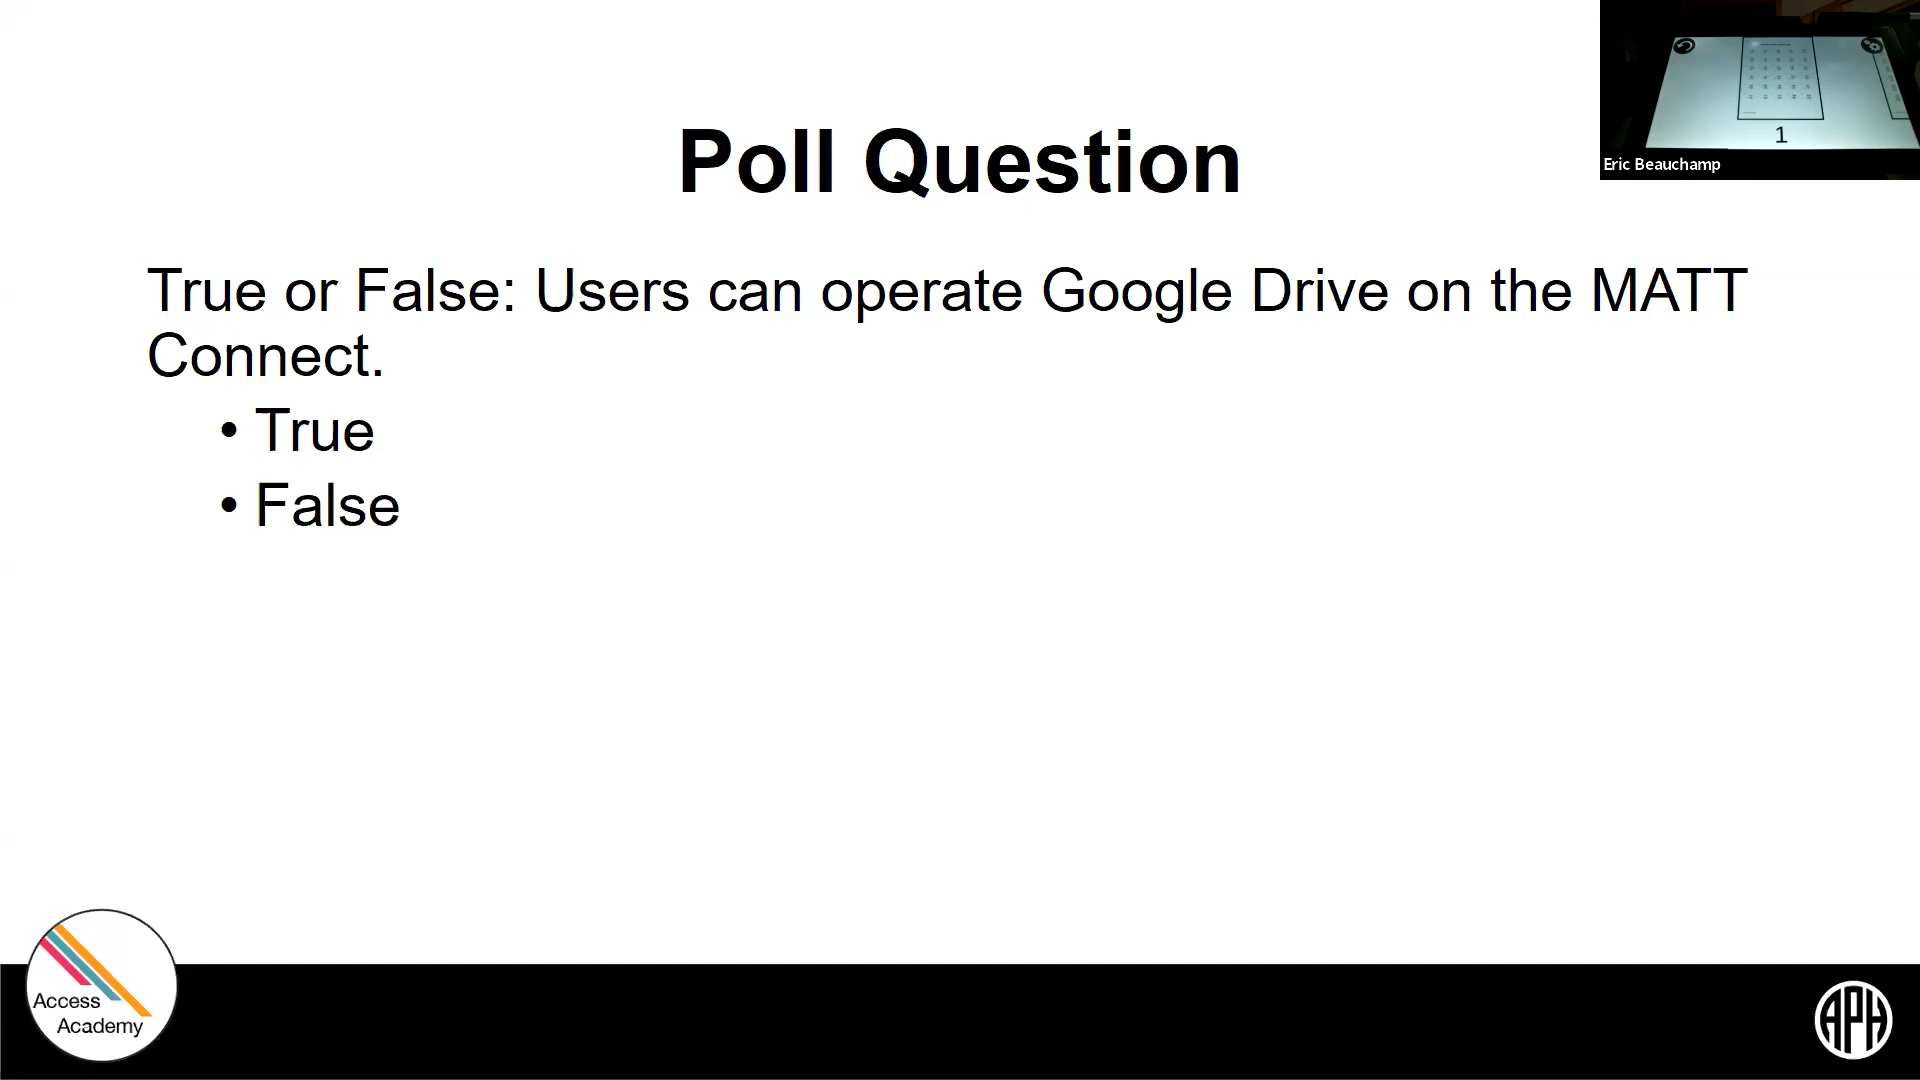 Poll Question
True or False: Users can operate Google Drive on the MATT
Connect.
• True
• False
1
Eric Beauchamp
Access
Academy
APH